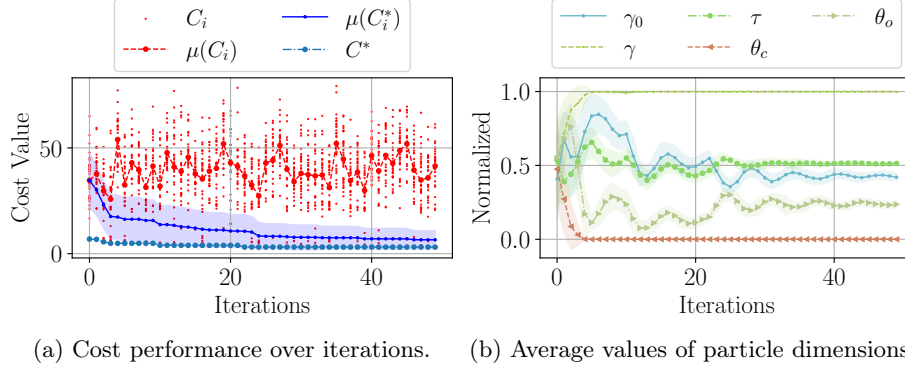 C_i μ(C_i^*)
μ(C_i) C^*
50
0
Cost Value
0 20 40
Iterations
(a) Cost performance over iterations.
γ_0 τ θ_o
γ θ_c
1.0
0.5
0.0
Normalized
0 20 40
Iterations
(b) Average values of particle dimensions